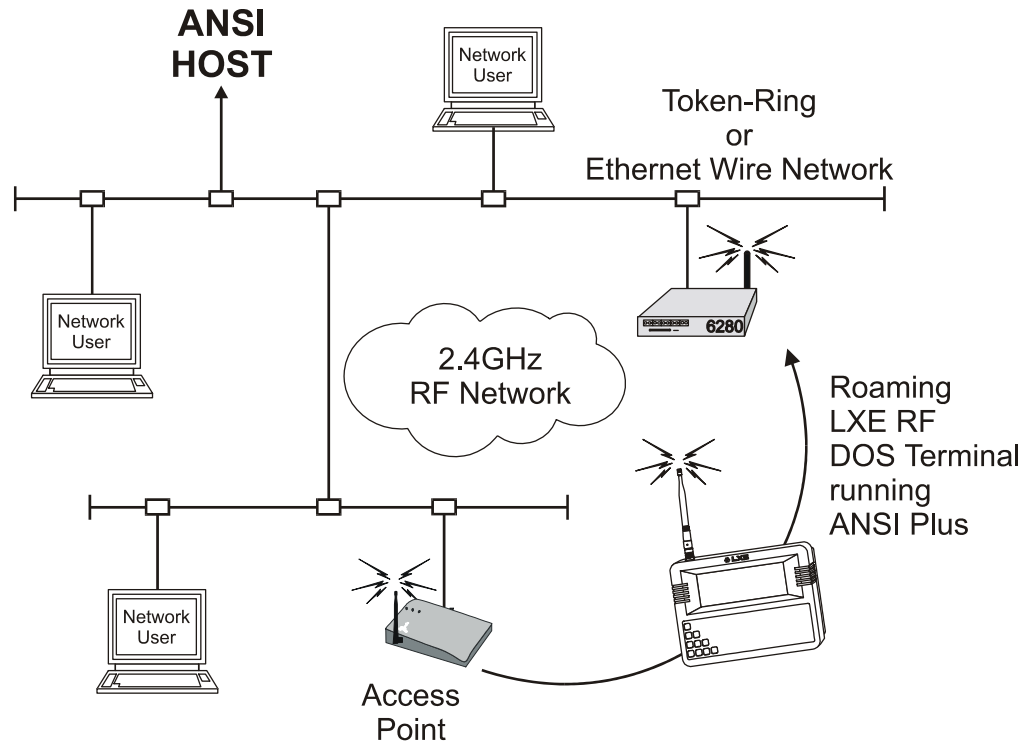 ANSI
HOST
Network
User
Token-Ring
or
Ethernet Wire Network
Network
User
6280
2.4GHz
RF Network
Roaming
LXE RF
DOS Terminal
running
ANSI Plus
LXE
Network
User
Access
Point